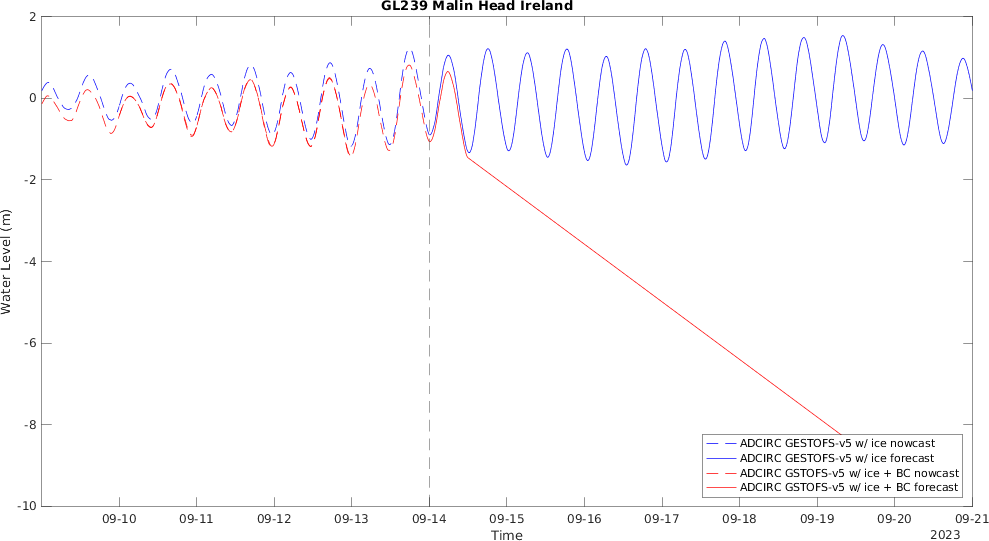 GL239 Malin Head Ireland
2
0
-2
-4
-6
-8
-10
Water Level (m)
ADCIRC GESTOFS-v5 w/ ice nowcast
ADCIRC GESTOFS-v5 w/ ice forecast
ADCIRC GSTOFS-v5 w/ ice + BC nowcast
ADCIRC GSTOFS-v5 w/ ice + BC forecast
09-10 09-11 09-12 09-13 09-14 09-15 09-16 09-17 09-18 09-19 09-20 09-21
Time
2023